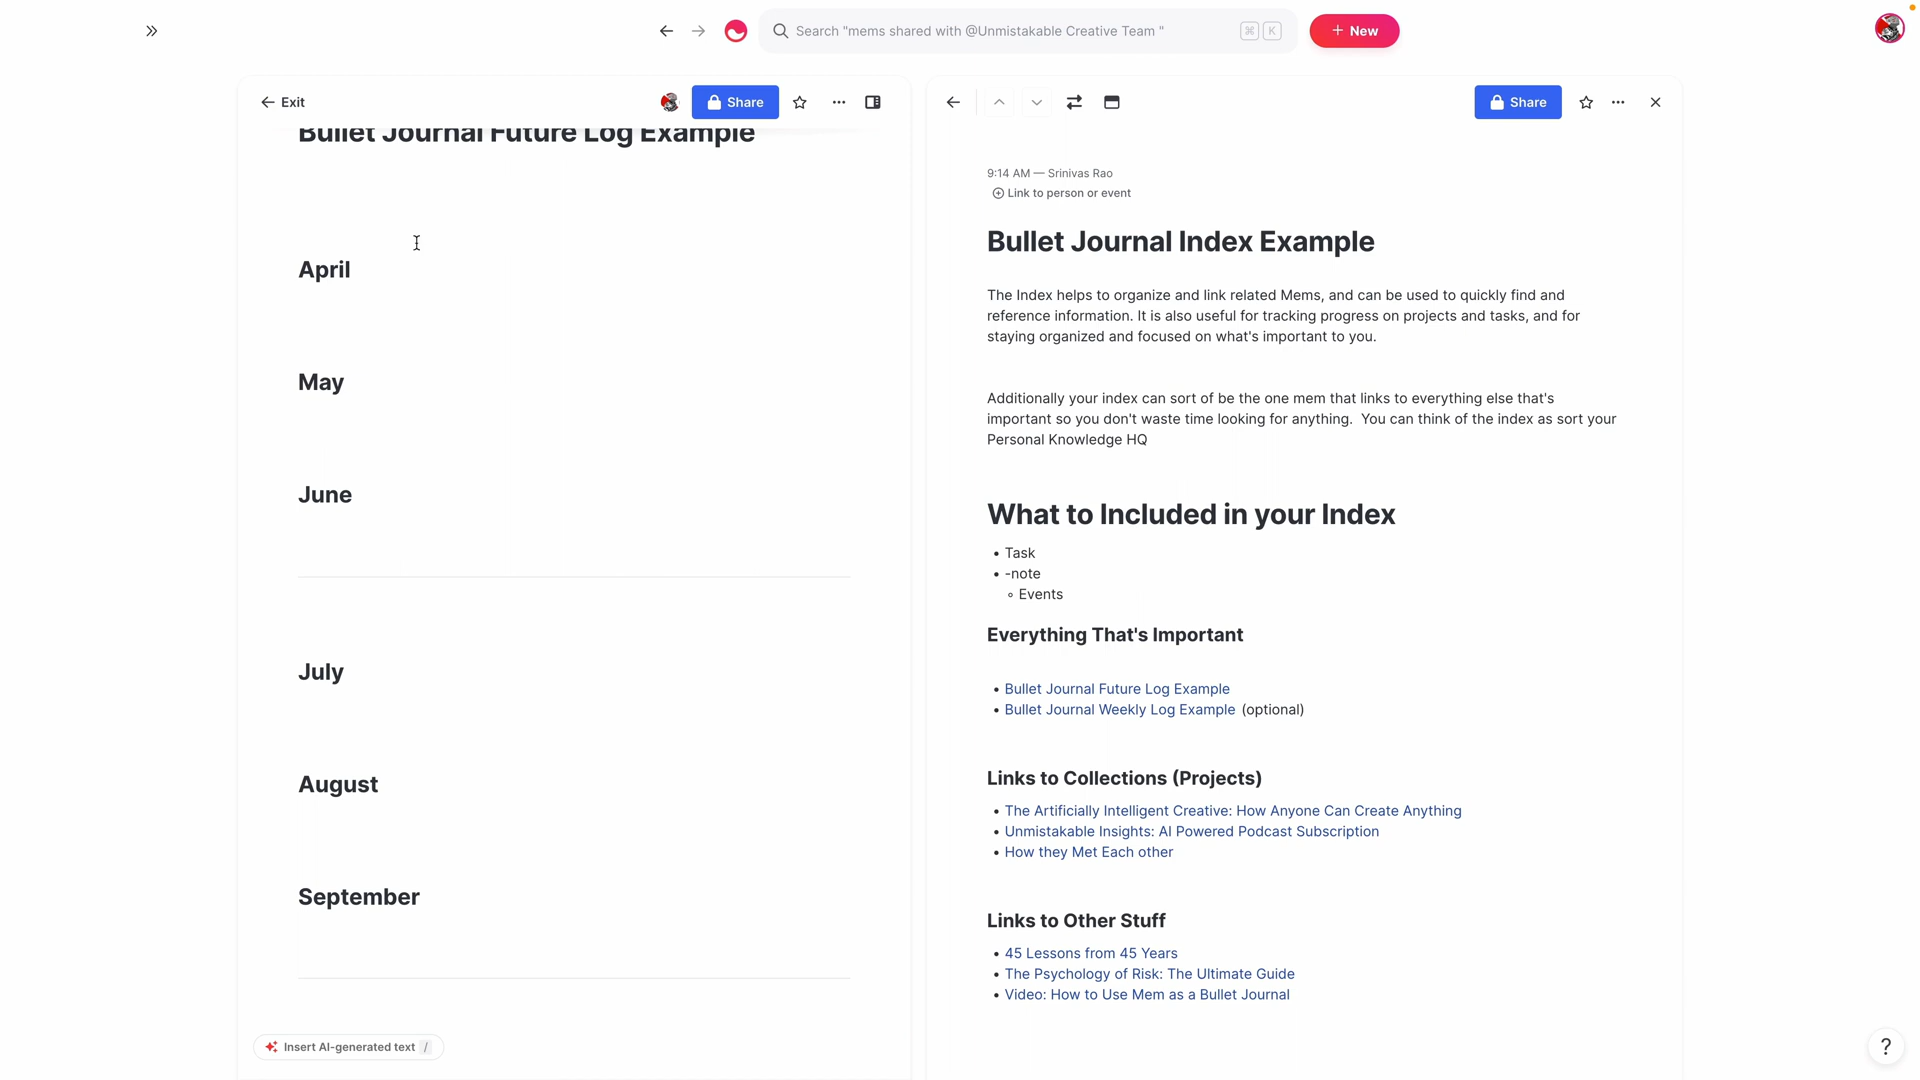 Search "mems shared with @Unmistakable Creative Team "
⌘ K
+ New
Exit
Share
Bullet Journal Future Log Example
April
May
June
July
August
September
Insert AI-generated text /
Share
9:14 AM — Srinivas Rao
Link to person or event
Bullet Journal Index Example
The Index helps to organize and link related Mems, and can be used to quickly find and
reference information. It is also useful for tracking progress on projects and tasks, and for
staying organized and focused on what's important to you.
Additionally your index can sort of be the one mem that links to everything else that's
important so you don't waste time looking for anything.  You can think of the index as sort your
Personal Knowledge HQ
What to Included in your Index
• Task
• -note
◦ Events
Everything That's Important
• Bullet Journal Future Log Example
• Bullet Journal Weekly Log Example (optional)
Links to Collections (Projects)
• The Artificially Intelligent Creative: How Anyone Can Create Anything
• Unmistakable Insights: AI Powered Podcast Subscription
• How they Met Each other
Links to Other Stuff
• 45 Lessons from 45 Years
• The Psychology of Risk: The Ultimate Guide
• Video: How to Use Mem as a Bullet Journal
?